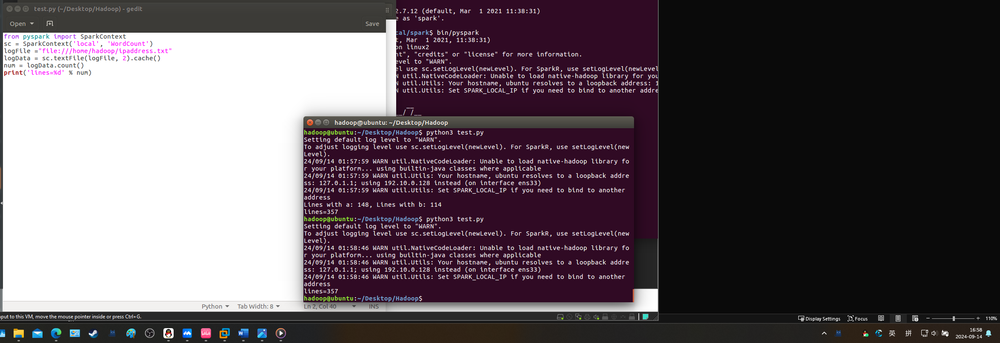 test.py (~/Desktop/Hadoop) - gedit
Open
Save
from pyspark import SparkContext
sc = SparkContext('local', 'WordCount')
logFile ="file:///home/hadoop/ipaddress.txt"
logData = sc.textFile(logFile, 2).cache()
num = logData.count()
print('lines=%d' % num)
2.7.12 (default, Mar  1 2021 11:38:31)
e as 'spark'.
cal/spark$ bin/pyspark
t, Mar  1 2021, 11:38:31)
on linux2
nt", "credits" or "license" for more information.
evel to "WARN".
el use sc.setLogLevel(newLevel). For SparkR, use setLogLevel(newLevel
N util.NativeCodeLoader: Unable to load native-hadoop library for you
N util.Utils: Your hostname, ubuntu resolves to a loopback address: 1
N util.Utils: Set SPARK_LOCAL_IP if you need to bind to another addre
__
__/ /__
hadoop@ubuntu: ~/Desktop/Hadoop
hadoop@ubuntu:~/Desktop/Hadoop$ python3 test.py
Setting default log level to "WARN".
To adjust logging level use sc.setLogLevel(newLevel). For SparkR, use setLogLevel(new
Level).
24/09/14 01:57:59 WARN util.NativeCodeLoader: Unable to load native-hadoop library fo
r your platform... using builtin-java classes where applicable
24/09/14 01:57:59 WARN util.Utils: Your hostname, ubuntu resolves to a loopback addre
ss: 127.0.1.1; using 192.10.0.128 instead (on interface ens33)
24/09/14 01:57:59 WARN util.Utils: Set SPARK_LOCAL_IP if you need to bind to another
address
Lines with a: 148, Lines with b: 114
lines=357
hadoop@ubuntu:~/Desktop/Hadoop$ python3 test.py
Setting default log level to "WARN".
To adjust logging level use sc.setLogLevel(newLevel). For SparkR, use setLogLevel(new
Level).
24/09/14 01:58:46 WARN util.NativeCodeLoader: Unable to load native-hadoop library fo
r your platform... using builtin-java classes where applicable
24/09/14 01:58:46 WARN util.Utils: Your hostname, ubuntu resolves to a loopback addre
ss: 127.0.1.1; using 192.10.0.128 instead (on interface ens33)
24/09/14 01:58:46 WARN util.Utils: Set SPARK_LOCAL_IP if you need to bind to another
address
lines=357
hadoop@ubuntu:~/Desktop/Hadoop$
Python Tab Width: 8 Ln 2, Col 40 INS
nput to this VM, move the mouse pointer inside or press Ctrl+G.
Display Settings Focus 110%
英 拼
16:58
2024-09-14